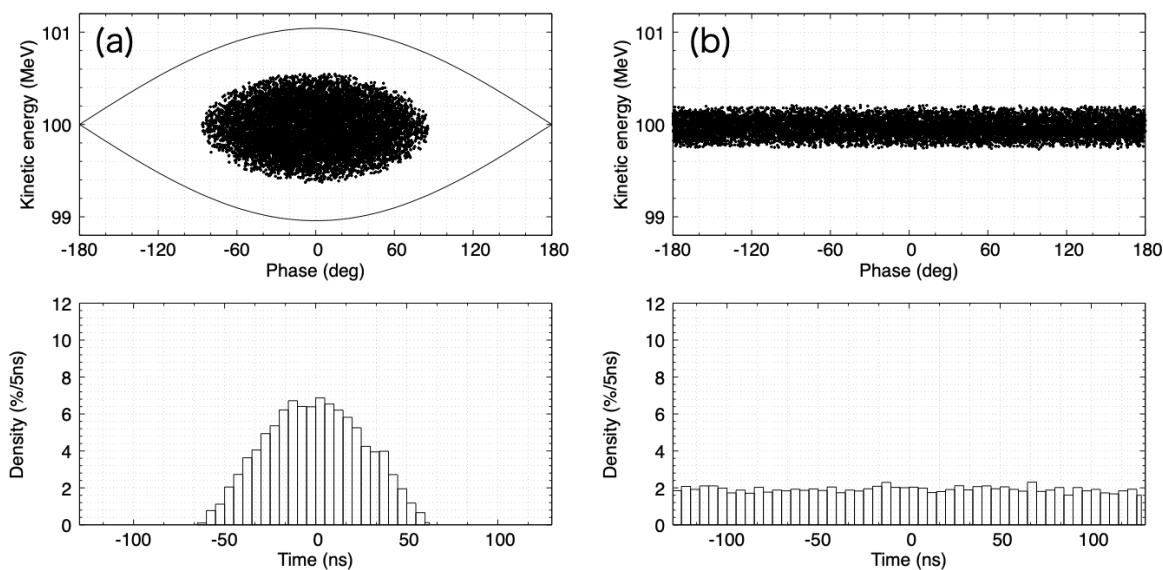 (a)
Kinetic energy (MeV)
101
100
99
-180 -120 -60 0 60 120 180
Phase (deg)
(b)
Kinetic energy (MeV)
101
100
99
-180 -120 -60 0 60 120 180
Phase (deg)
Density (%/5ns)
12
10
8
6
4
2
0
-100 -50 0 50 100
Time (ns)
Density (%/5ns)
12
10
8
6
4
2
0
-100 -50 0 50 100
Time (ns)